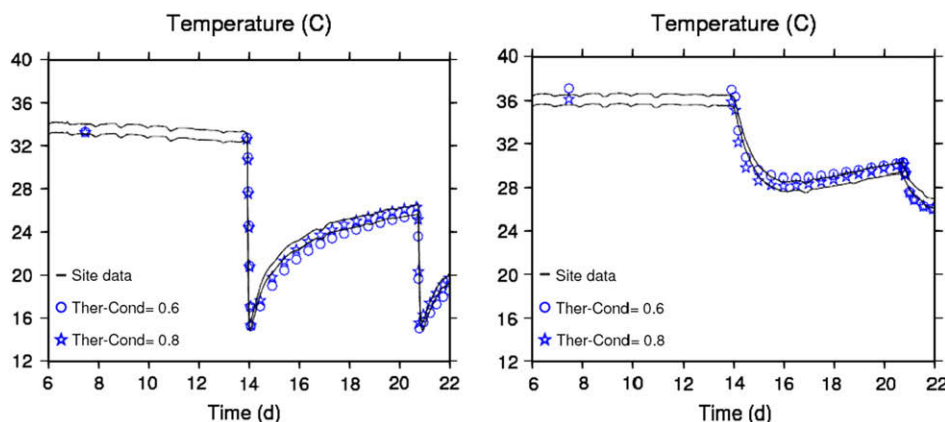 Temperature (C)
40
36
32
28
24
20
16
12
Site data
Ther-Cond= 0.6
Ther-Cond= 0.8
6 8 10 12 14 16 18 20 22
Time (d)
Temperature (C)
40
36
32
28
24
20
16
12
Site data
Ther-Cond= 0.6
Ther-Cond= 0.8
6 8 10 12 14 16 18 20 22
Time (d)